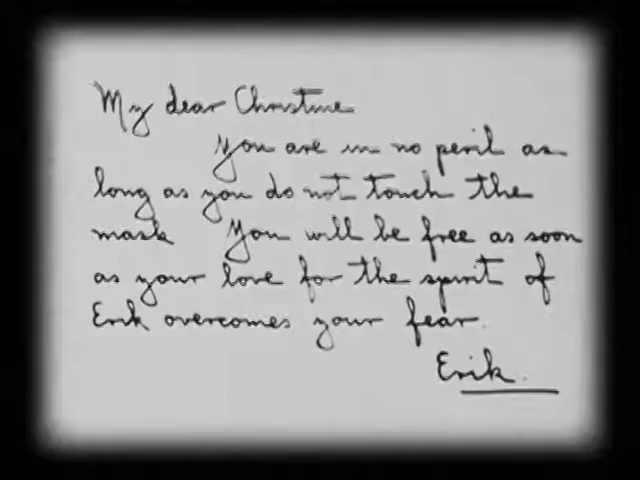 My dear Christine
You are in no peril as
long as you do not touch the
mask You will be free as soon
as your love for the spirit of
Erik overcomes your fear.
Erik.